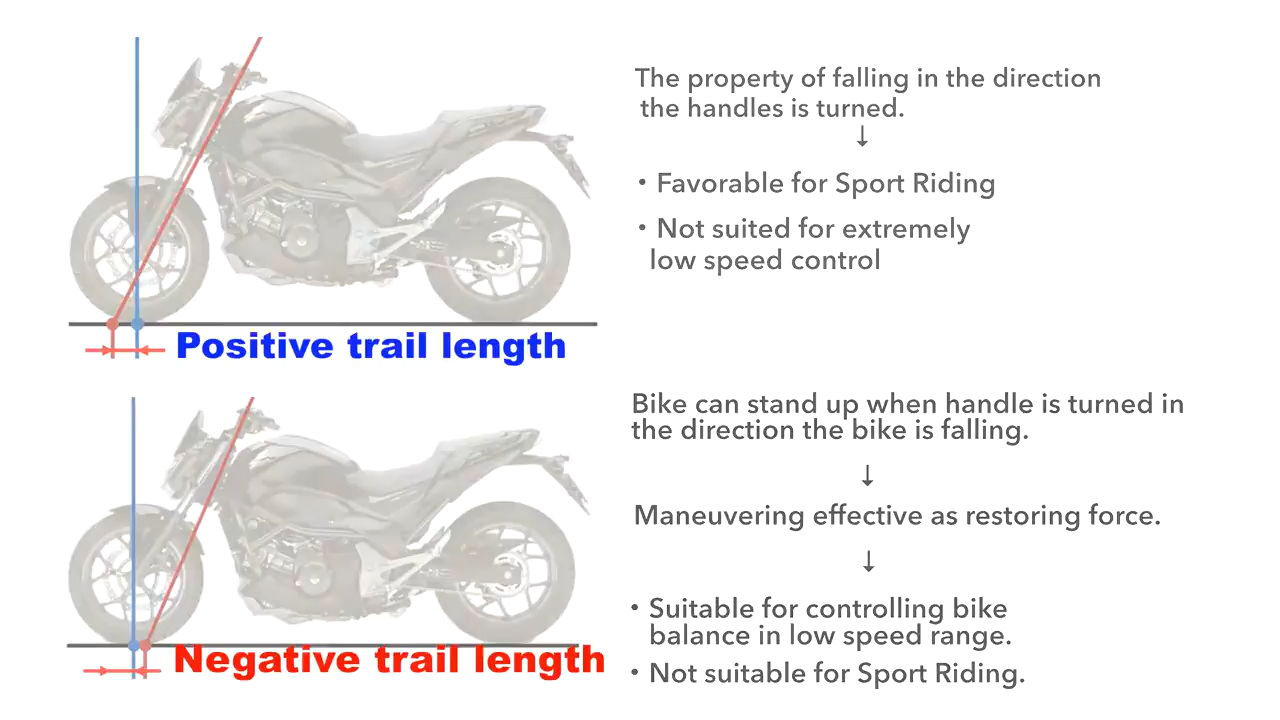 The property of falling in the direction
the handles is turned.
↓
・Favorable for Sport Riding
・Not suited for extremely
low speed control
Positive trail length
Bike can stand up when handle is turned in
the direction the bike is falling.
↓
Maneuvering effective as restoring force.
↓
・Suitable for controlling bike
balance in low speed range.
・Not suitable for Sport Riding.
Negative trail length